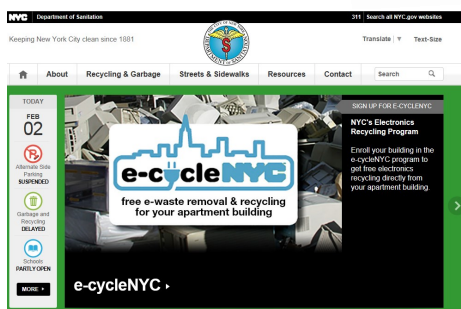 NYC Department of Sanitation
311 Search all NYC.gov websites
Keeping New York City clean since 1881
Translate ▼ Text-Size
About Recycling & Garbage Streets & Sidewalks Resources Contact Search
TODAY
FEB
02
Alternate Side
Parking
SUSPENDED
Garbage and
Recycling
DELAYED
Schools
PARTLY OPEN
MORE
e-cycleNYC
free e-waste removal & recycling
for your apartment building
e-cycleNYC
SIGN UP FOR E-CYCLENYC
NYC's Electronics
Recycling Program
Enroll your building in the
e-cycleNYC program to
get free electronics
recycling directly from
your apartment building.